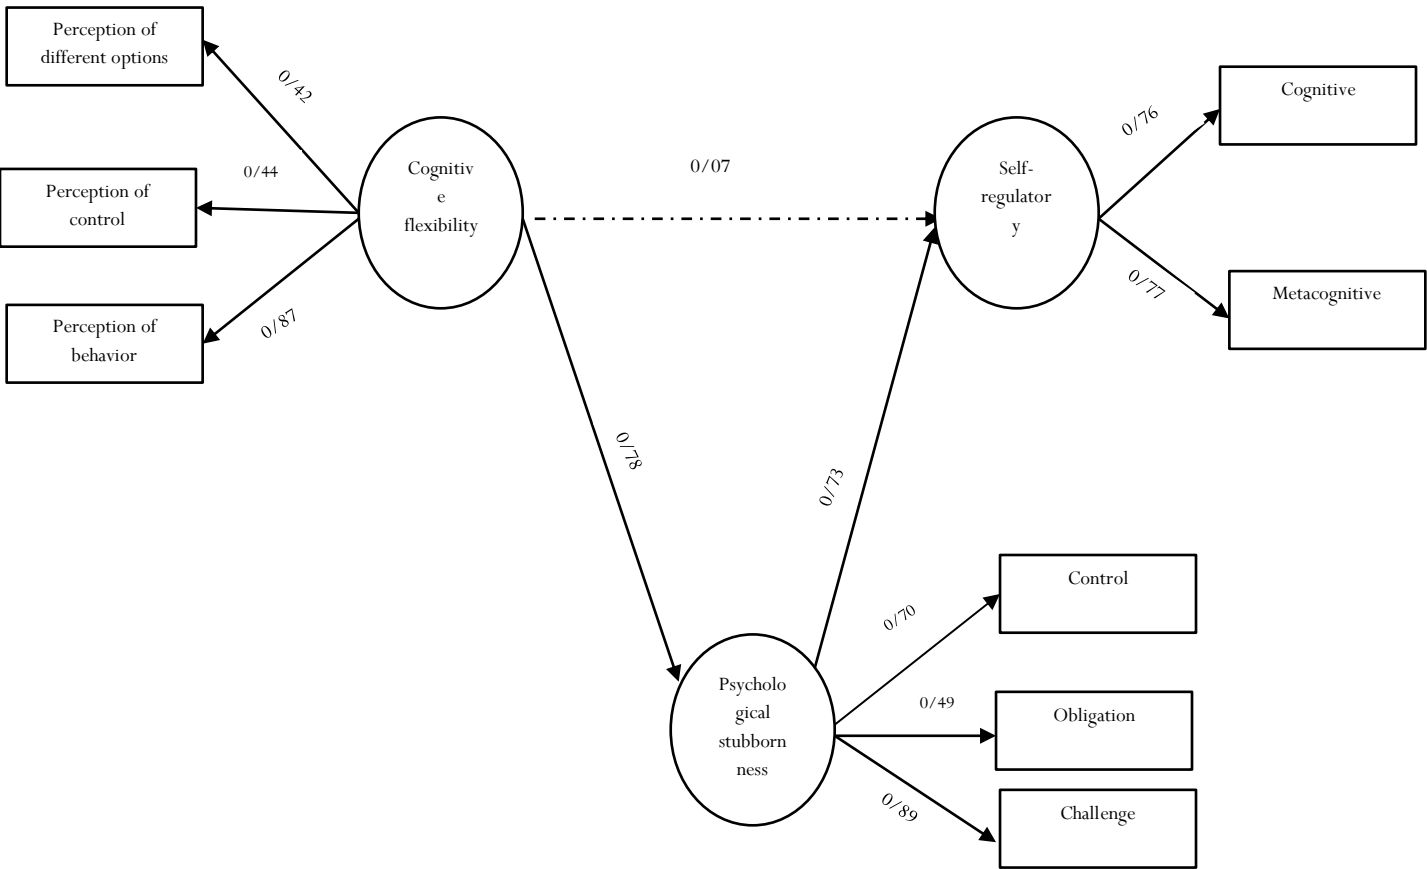 Perception of
different options
0/42
Cognitive
0/76
0/44
Perception of
control
Cognitiv
e
flexibility
0/07
Self-
regulator
y
0/77
Metacognitive
Perception of
behavior
0/87
0/78
0/73
Control
0/70
Psycholo
gical
stubborn
ness
0/49
Obligation
0/89
Challenge